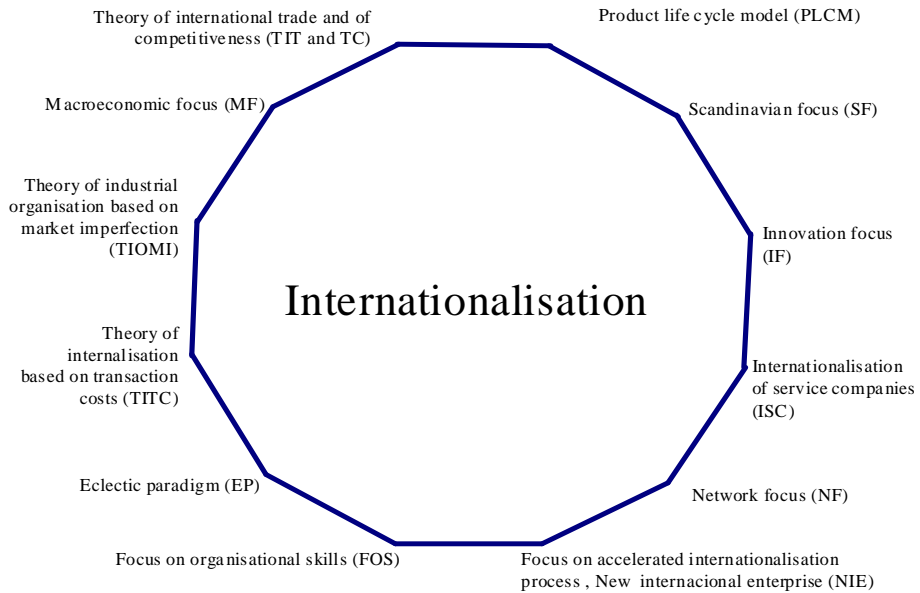 Theory of international trade and of
competitiveness (TIT and TC)
Product life cycle model (PLCM)
Macroeconomic focus (MF)
Scandinavian focus (SF)
Theory of industrial
organisation based on
market imperfection
(TIOMI)
Innovation focus
(IF)
Internationalisation
Theory of
internalisation
based on transaction
costs (TITC)
Internationalisation
of service companies
(ISC)
Eclectic paradigm (EP)
Network focus (NF)
Focus on organisational skills (FOS)
Focus on accelerated internationalisation
process , New internacional enterprise (NIE)